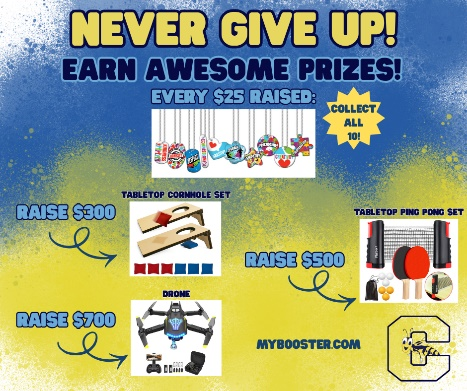 NEVER GIVE UP!
EARN AWESOME PRIZES!
EVERY $25 RAISED:
COLLECT
ALL
10!
TABLETOP CORNHOLE SET
RAISE $300
TABLETOP PING PONG SET
RAISE $500
DRONE
RAISE $700
MYBOOSTER.COM
C